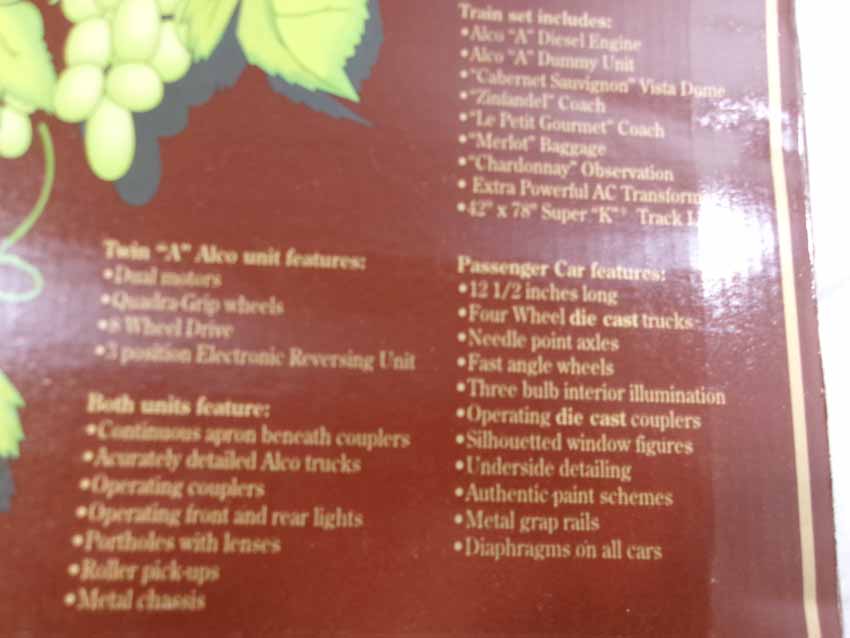 Train set includes:
•Alco "A" Diesel Engine
•Alco "A" Dummy Unit
•"Cabernet Sauvignon" Vista Dome
•"Zinfandel" Coach
•"Le Petit Gourmet" Coach
•"Merlot" Baggage
•"Chardonnay" Observation
• Extra Powerful AC Transform
•42" x 78" Super "K"® Track
Twin "A" Alco unit features:
•Dual motors
•Quadra-Grip wheels
•8 Wheel Drive
•3 position Electronic Reversing Unit
Both units feature:
•Continuous apron beneath couplers
•Acurately detailed Alco trucks
•Operating couplers
•Operating front and rear lights
•Portholes with lenses
•Roller pick-ups
•Metal chassis
Passenger Car features:
•12 1/2 inches long
•Four Wheel die cast trucks
•Needle point axles
•Fast angle wheels
•Three bulb interior illumination
•Operating die cast couplers
•Silhouetted window figures
•Underside detailing
•Authentic paint schemes
•Metal grap rails
•Diaphragms on all cars